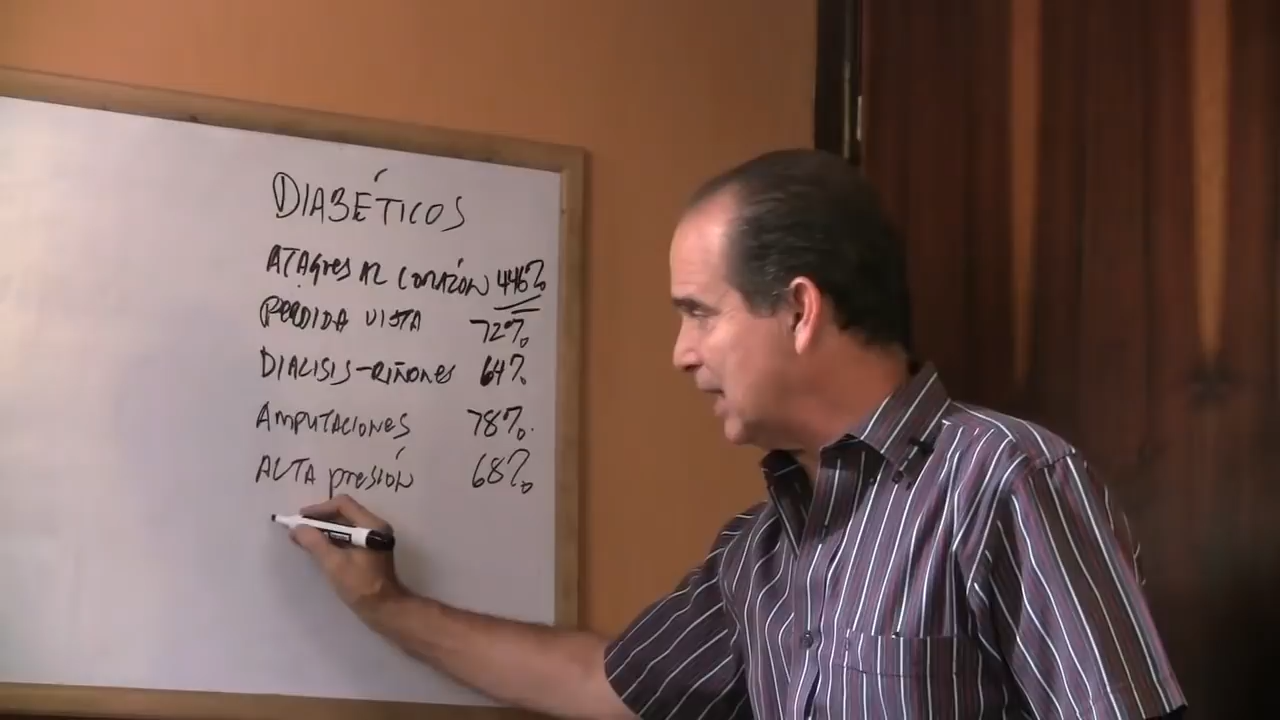 DIABÉTICOS
ATAQUES AL CORAZÓN 446%
PERDIDA VISTA 72%
DIALISIS-RIÑONES 64%
AMPUTACIONES 78%
ALTA presión 68%